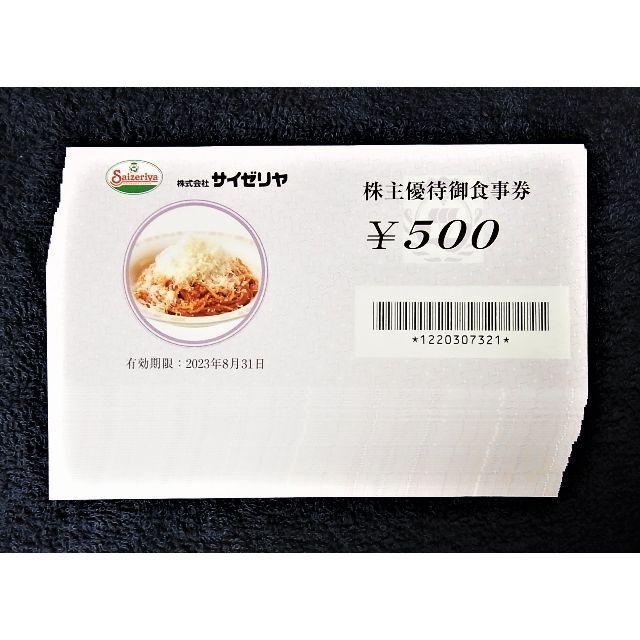 Saizeriya
株式会社 サイゼリヤ
株主優待御食事券
￥500
*1220307321*
有効期限：2023年8月31日